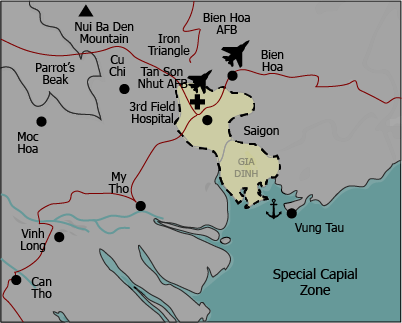 Nui Ba Den
Mountain
Bien Hoa
AFB
Iron
Triangle
Bien
Hoa
Parrot's
Beak
Cu
Chi
Tan Son
Nhut AFB
3rd Field
Hospital
Moc
Hoa
Saigon
GIA
DINH
My
Tho
Vung Tau
Vinh
Long
Can
Tho
Special Capial
Zone